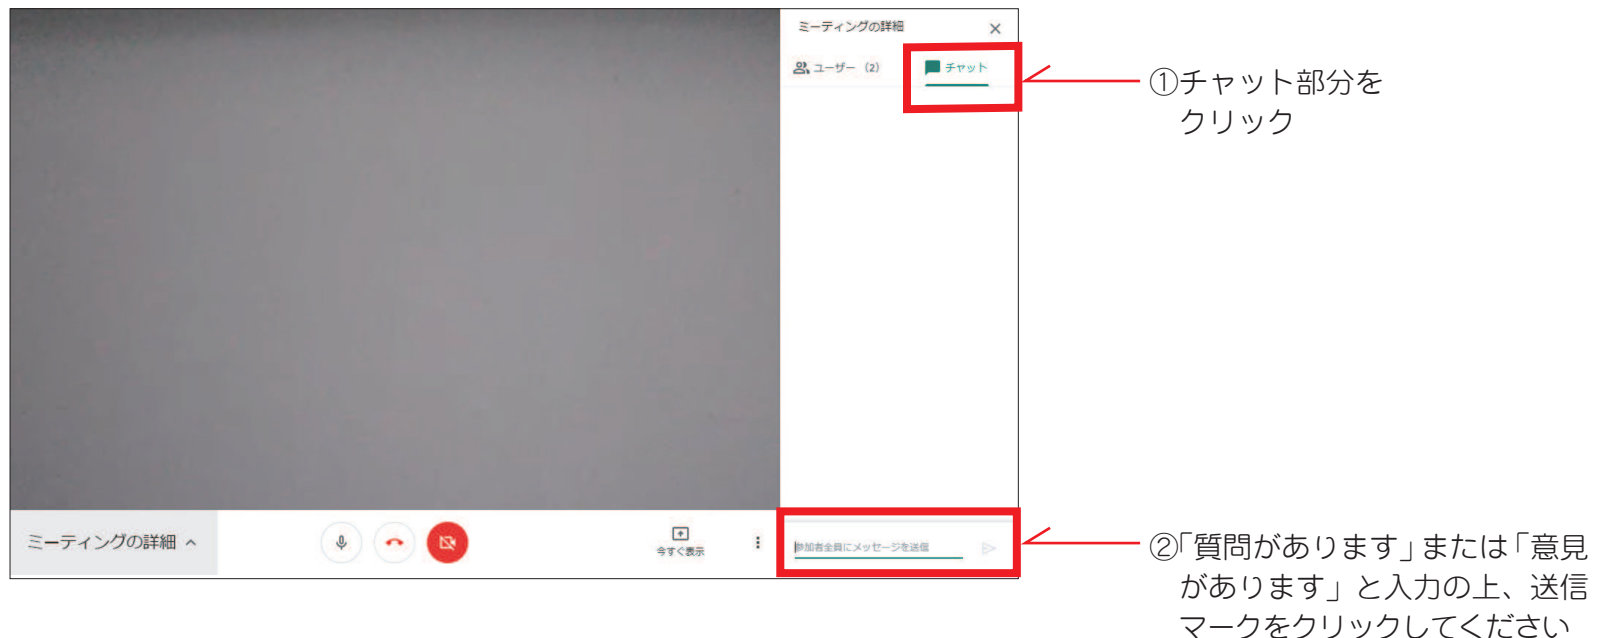 ミーティングの詳細
ユーザー (2)
チャット
①チャット部分を
クリック
ミーティングの詳細
今すぐ表示
参加者全員にメッセージを送信
②「質問があります」または「意見
があります」と入力の上、送信
マークをクリックしてください